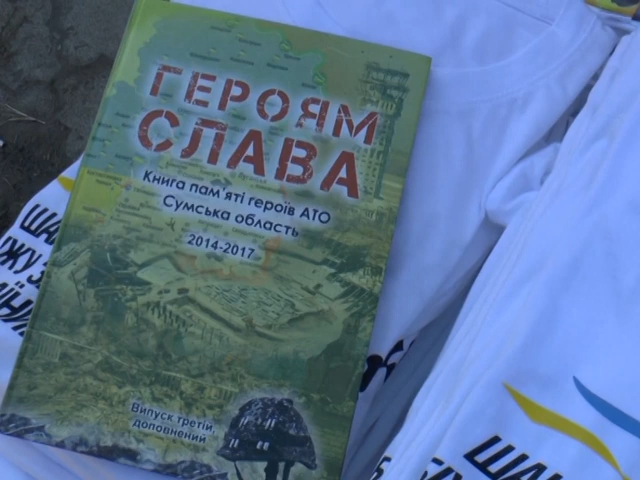 ГЕРОЯМ
СЛАВА
Книга пам яті героїв АТО
Сумська область
2014-2017
Випуск третій,
доповнений